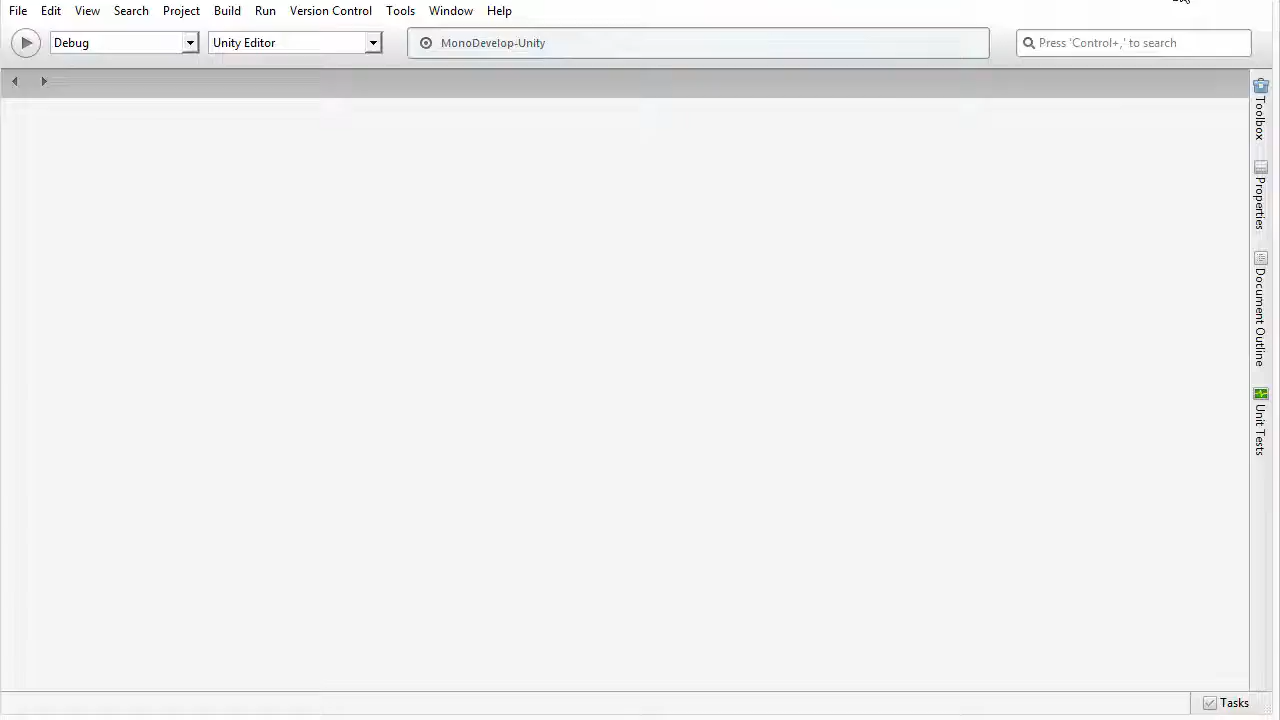 File Edit View Search Project Build Run Version Control Tools Window Help
Debug Unity Editor MonoDevelop-Unity Press 'Control+,' to search
Toolbox
Properties
Document Outline
Unit Tests
Tasks